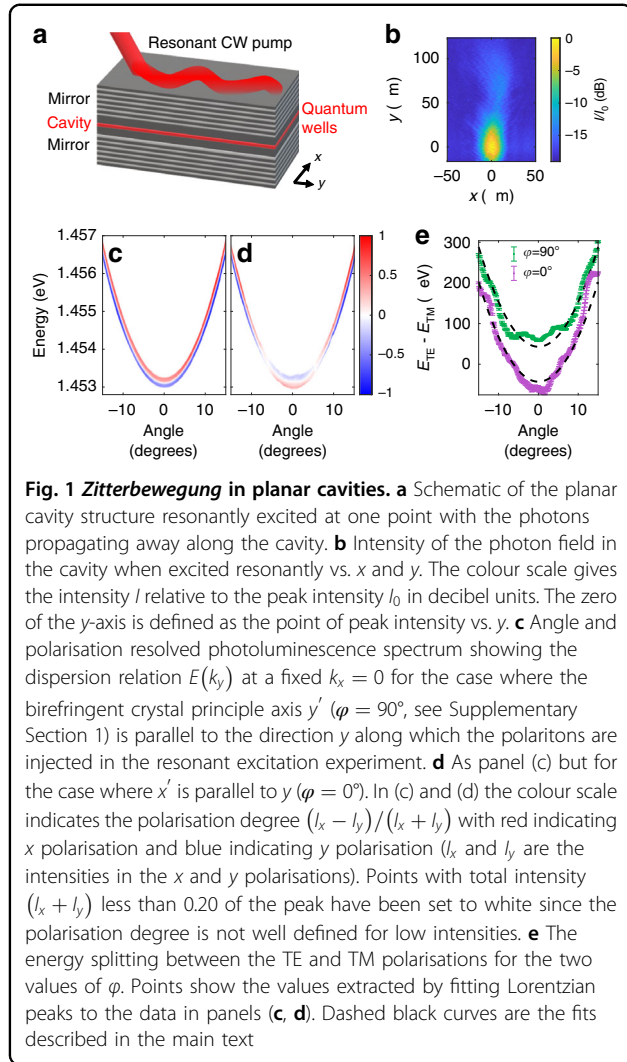 a
Resonant CW pump
Mirror
Cavity
Mirror
Quantum
wells
x
y
b
y ( m)
100
50
0
−50 0 50
x ( m)
0
−5
−10
−15
I/I0 (dB)
c
d
Energy (eV)
1.457
1.456
1.455
1.454
1.453
−10 0 10
Angle
(degrees)
−10 0 10
Angle
(degrees)
1
0.5
0
−0.5
−1
e
φ=90°
φ=0°
ETE - ETM ( eV)
300
200
100
0
−10 0 10
Angle
(degrees)
Fig. 1 Zitterbewegung in planar cavities. a Schematic of the planar
cavity structure resonantly excited at one point with the photons
propagating away along the cavity. b Intensity of the photon field in
the cavity when excited resonantly vs. x and y. The colour scale gives
the intensity I relative to the peak intensity I0 in decibel units. The zero
of the y-axis is defined as the point of peak intensity vs. y. c Angle and
polarisation resolved photoluminescence spectrum showing the
dispersion relation E(ky) at a fixed kx = 0 for the case where the
birefringent crystal principle axis y′ (φ = 90°, see Supplementary
Section 1) is parallel to the direction y along which the polaritons are
injected in the resonant excitation experiment. d As panel (c) but for
the case where x′ is parallel to y (φ = 0°). In (c) and (d) the colour scale
indicates the polarisation degree (Ix − Iy)/(Ix + Iy) with red indicating
x polarisation and blue indicating y polarisation (Ix and Iy are the
intensities in the x and y polarisations). Points with total intensity
(Ix + Iy) less than 0.20 of the peak have been set to white since the
polarisation degree is not well defined for low intensities. e The
energy splitting between the TE and TM polarisations for the two
values of φ. Points show the values extracted by fitting Lorentzian
peaks to the data in panels (c, d). Dashed black curves are the fits
described in the main text